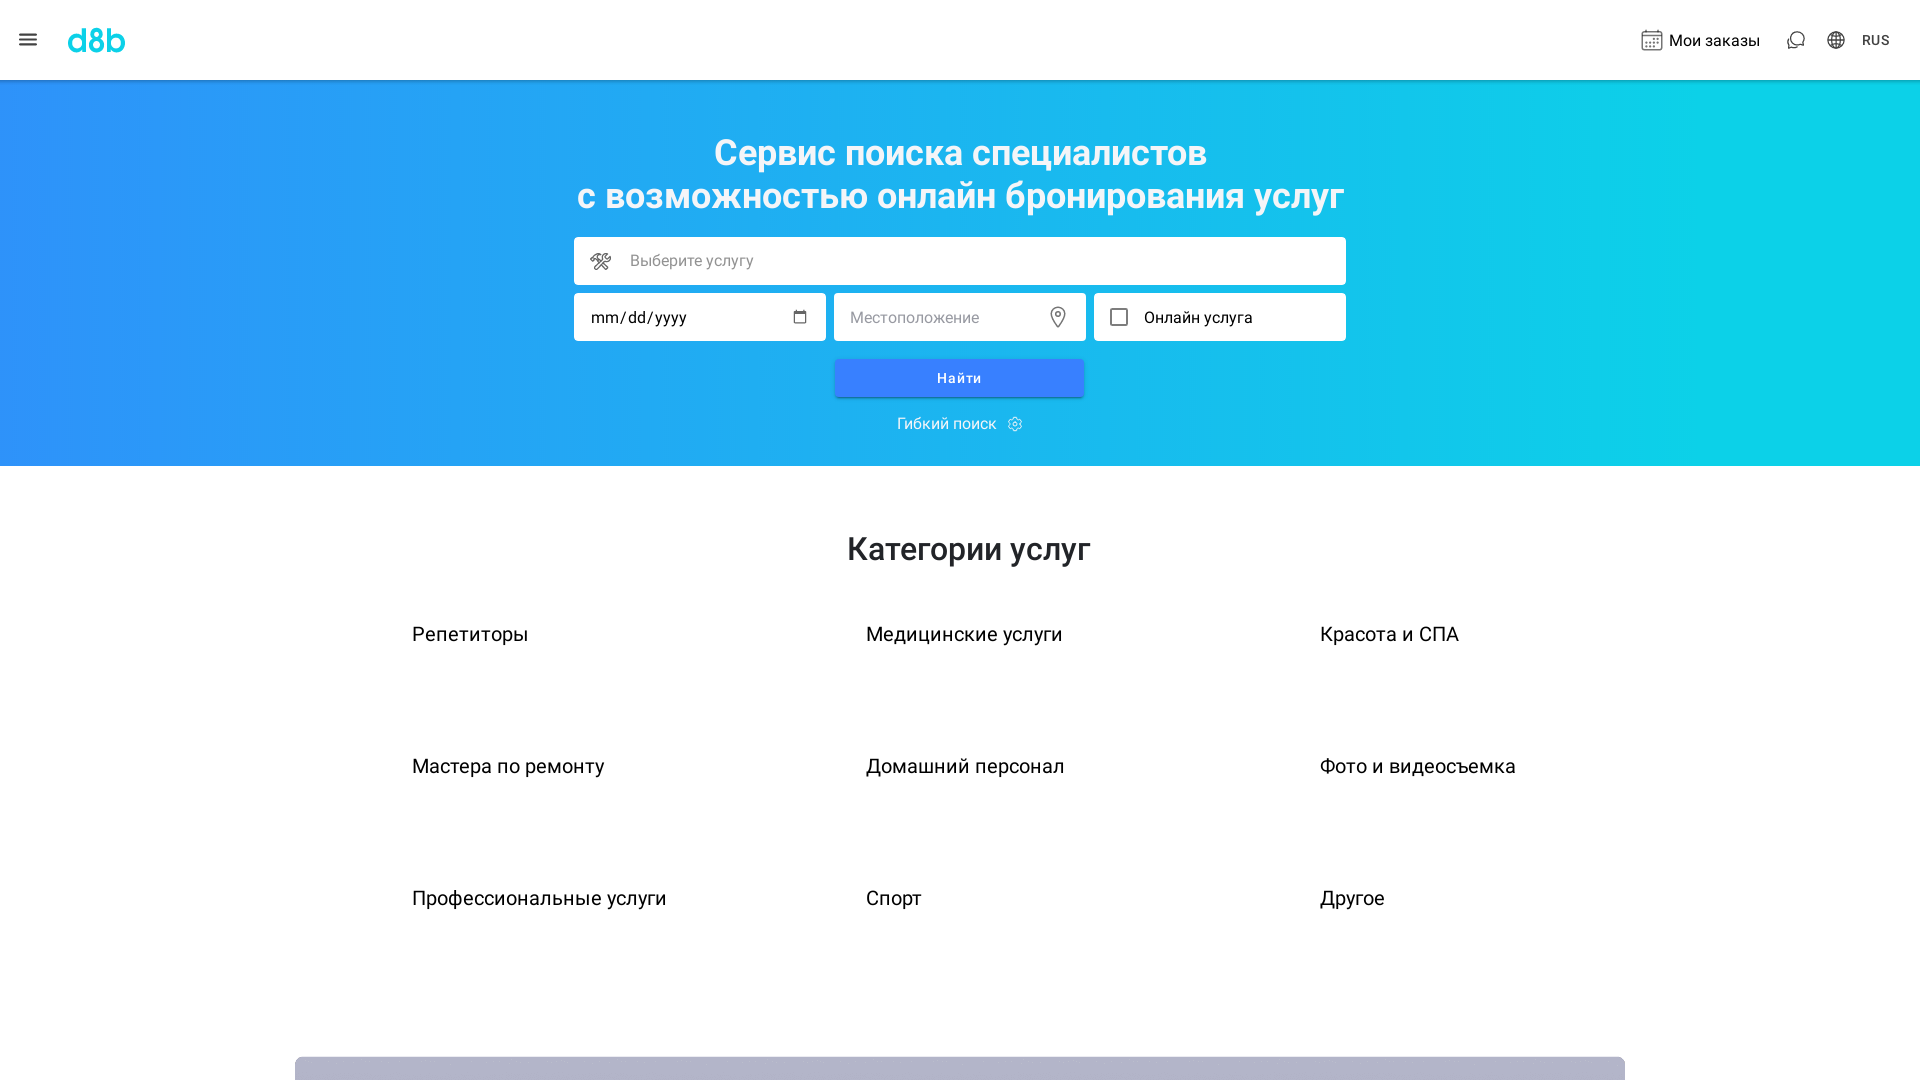 d8b
Мои заказы
RUS
Сервис поиска специалистов
с возможностью онлайн бронирования услуг
Выберите услугу
mm/dd/yyyy
Местоположение
Онлайн услуга
Найти
Гибкий поиск
Категории услуг
Репетиторы
Медицинские услуги
Красота и СПА
Мастера по ремонту
Домашний персонал
Фото и видеосъемка
Профессиональные услуги
Спорт
Другое